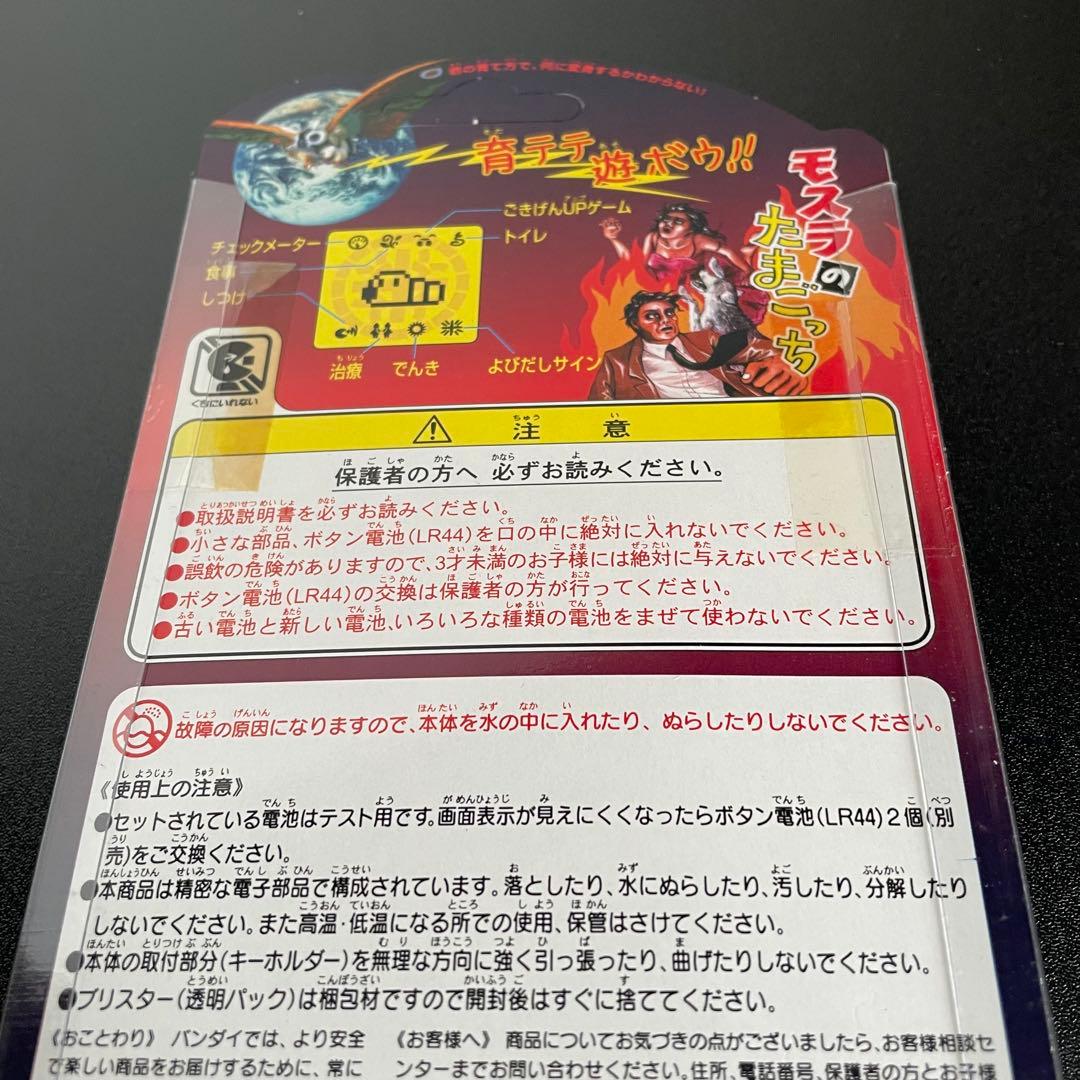 君の育て方で、何に変身するかわからない!
育テテ遊ボウ!!
モスラのたまごっち
ごきげんUPゲーム
チェックメーター
トイレ
食事
しつけ
治療
でんき
よびだしサイン
くちにいれない
注意
保護者の方へ 必ずお読みください。
●取扱説明書を必ずお読みください。
●小さな部品、ボタン電池(LR44)を口の中に絶対に入れないでください。
●誤飲の危険がありますので、3才未満のお子様には絶対に与えないでください。
●ボタン電池(LR44)の交換は保護者の方が行ってください。
●古い電池と新しい電池、いろいろな種類の電池をまぜて使わないでください。
故障の原因になりますので、本体を水の中に入れたり、ぬらしたりしないでください。
《使用上の注意》
●セットされている電池はテスト用です。画面表示が見えにくくなったらボタン電池(LR44)2個(別
売)をご交換ください。
●本商品は精密な電子部品で構成されています。落としたり、水にぬらしたり、汚したり、分解したり
しないでください。また高温・低温になる所での使用、保管はさけてください。
●本体の取付部分(キーホルダー)を無理な方向に強く引っ張ったり、曲げたりしないでください。
●ブリスター(透明パック)は梱包材ですので開封後はすぐに捨ててください。
《おことわり》 バンダイでは、より安全
で楽しい商品をお届けするために、常に
《お客様へ》 商品についてお気づきの点がございましたら、お客様相談セ
ンターまでお問い合わせください。住所、電話番号、保護者の方とお子様